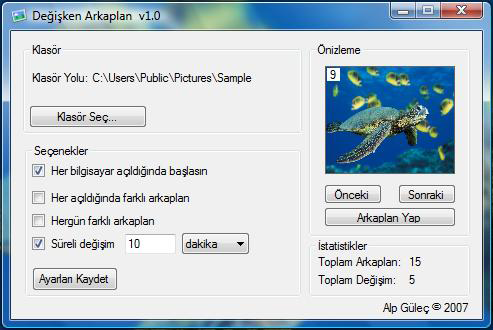 Değişken Arkaplan v1.0
Klasör
Klasör Yolu: C:\Users\Public\Pictures\Sample
Klasör Seç...
Seçenekler
Her bilgisayar açıldığında başlasın
Her açıldığında farklı arkaplan
Hergün farklı arkaplan
Süreli değişim 10 dakika
Ayarları Kaydet
Önizleme
9
Önceki Sonraki
Arkaplan Yap
İstatistikler
Toplam Arkaplan: 15
Toplam Değişim: 5
Alp Güleç © 2007